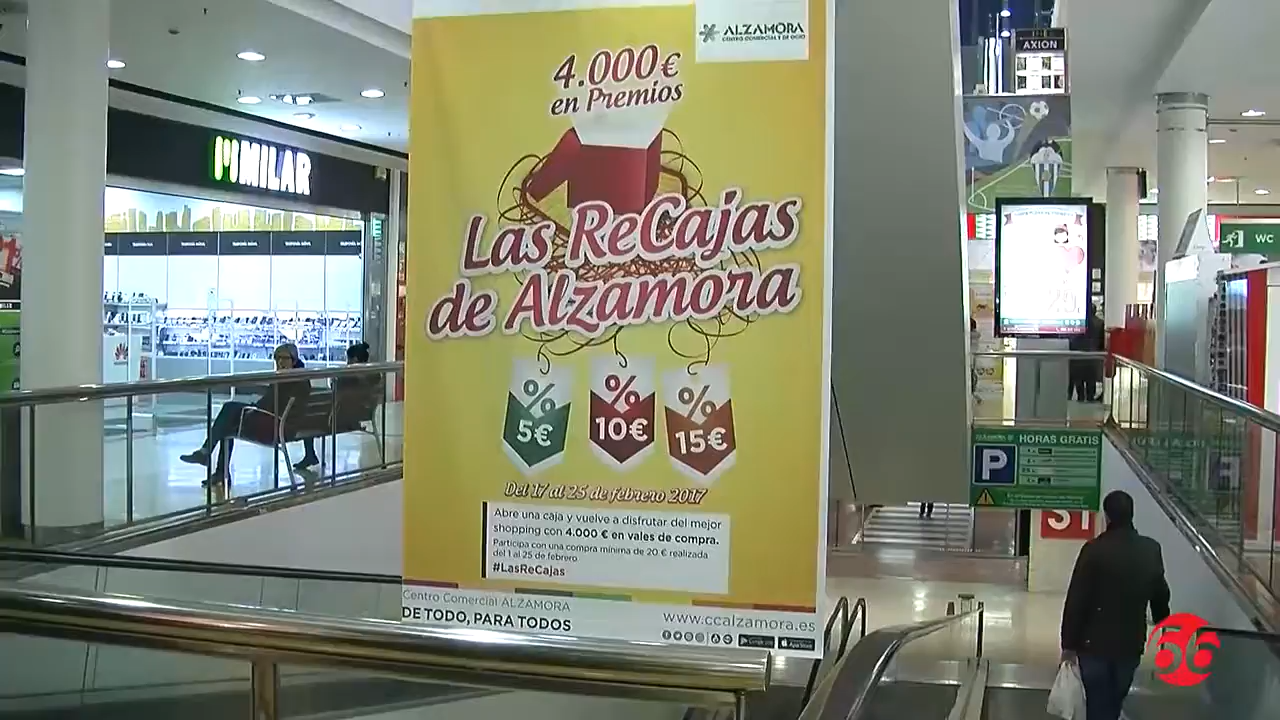 ALZAMORA
CENTRO COMERCIAL Y DE OCIO
4.000€
en Premios
Las ReCajas
de Alzamora
%
5€
%
10€
%
15€
Del 17 al 25 de febrero 2017
Abre una caja y vuelve a disfrutar del mejor
shopping con 4.000 € en vales de compra.
Participa con una compra mínima de 20 € realizada
del 1 al 25 de febrero
#LasReCajas
Centro Comercial ALZAMORA
DE TODO, PARA TODOS
www.ccalzamora.es
MILAR
HUAWEI
AXION
WC
HORAS GRATIS
P
S1
56